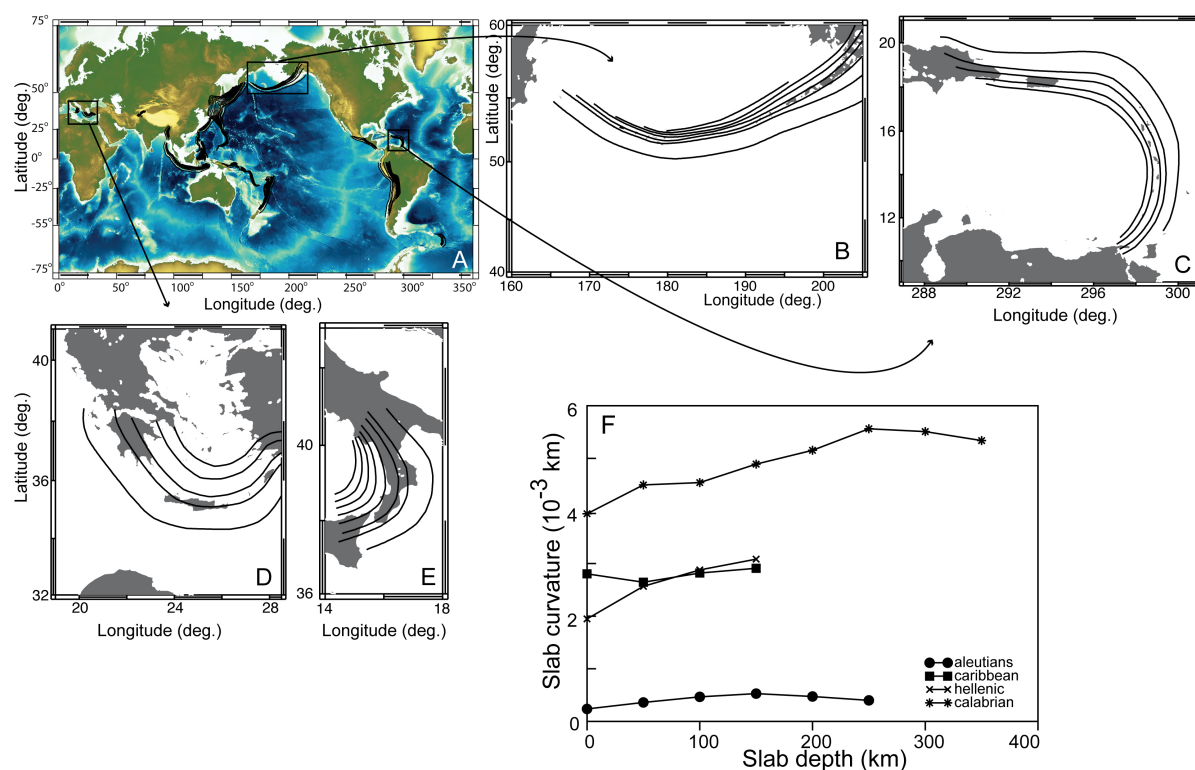 75°
50°
25°
0°
-25°
-55°
-75°
Latitude (deg.)
0°
50°
100°
150°
200°
250°
300°
350°
Longitude (deg.)
A
60
50
40
Latitude (deg.)
160
170
180
190
200
Longitude (deg.)
B
20
16
12
Latitude (deg.)
288
292
296
300
Longitude (deg.)
C
40
36
32
Latitude (deg.)
20
24
28
Longitude (deg.)
D
40
36
14
18
Longitude (deg.)
E
F
6
4
2
0
Slab curvature (10⁻³ km)
0
100
200
300
400
Slab depth (km)
aleutians
caribbean
hellenic
calabrian